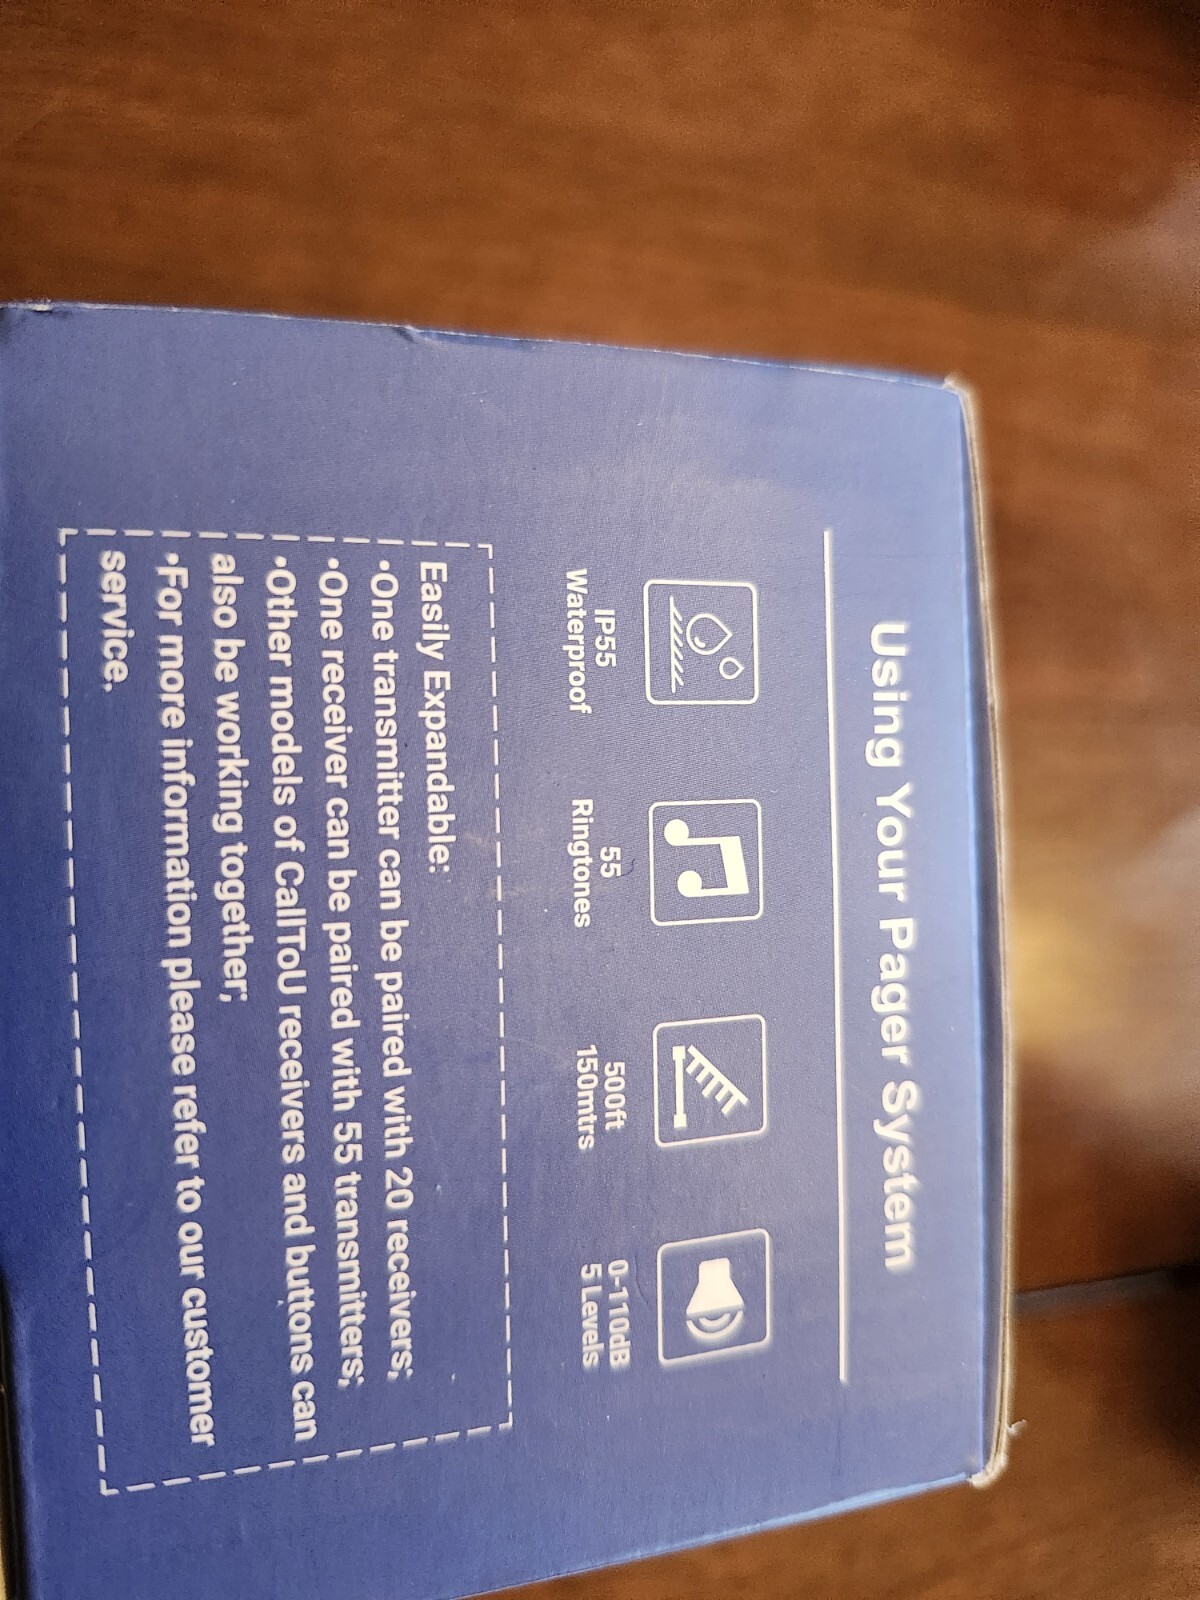 Using Your Pager System
IP55
Waterproof
55
Ringtones
500ft
150mtrs
0-110dB
5 Levels
Easily Expandable:
•One transmitter can be paired with 20 receivers;
•One receiver can be paired with 55 transmitters;
•Other models of CallToU receivers and buttons can
also be working together;
•For more information please refer to our customer
service.